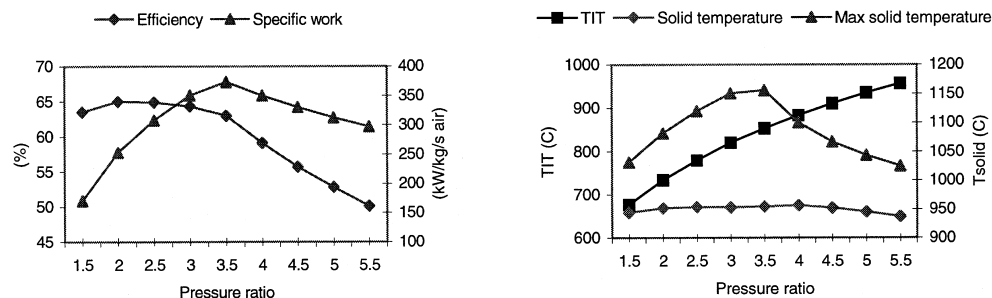 Efficiency Specific work
70
65
60
55
50
45
(%)
400
350
300
250
200
150
100
(kW/kg/s air)
1.5 2 2.5 3 3.5 4 4.5 5 5.5
Pressure ratio
TIT Solid temperature Max solid temperature
1000
900
800
700
600
TIT (C)
1200
1150
1100
1050
1000
950
900
Tsolid (C)
1.5 2 2.5 3 3.5 4 4.5 5 5.5
Pressure ratio